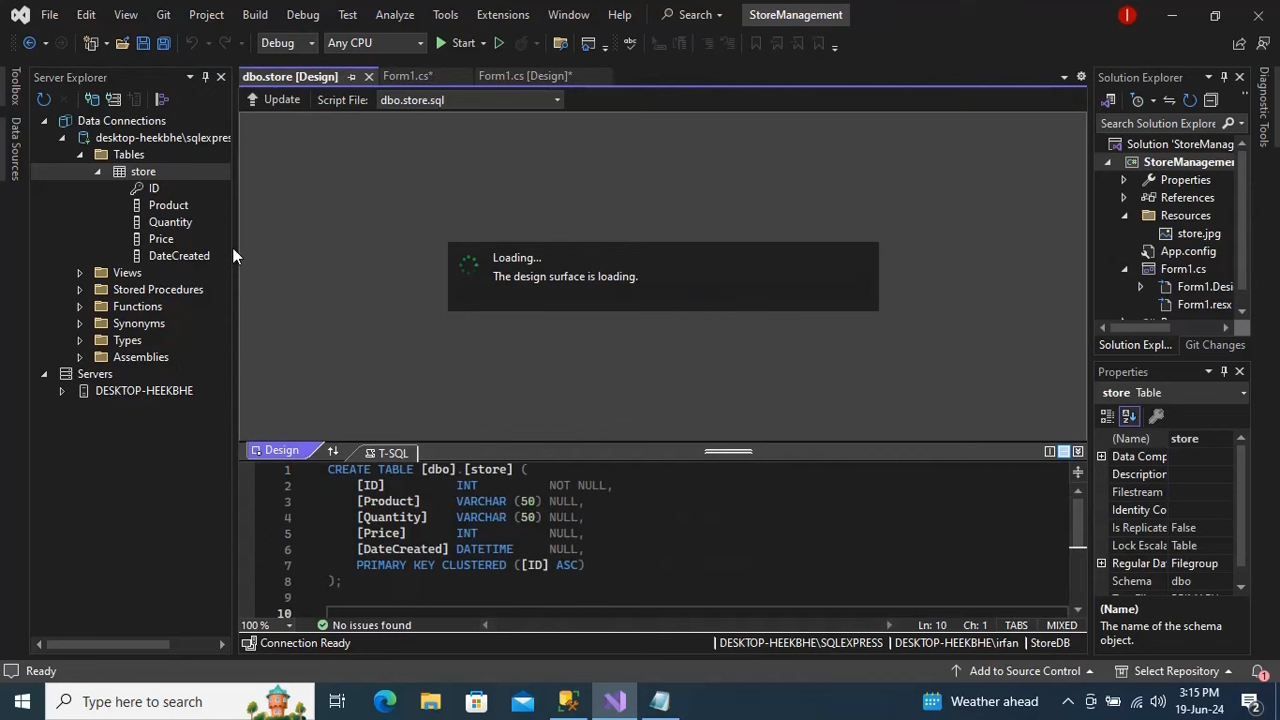 File Edit View Git Project Build Debug Test Analyze Tools Extensions Window Help Search StoreManagement
Debug Any CPU Start
Toolbox
Data Sources
Server Explorer
Data Connections
desktop-heekbhe\sqlexpres
Tables
store
ID
Product
Quantity
Price
DateCreated
Views
Stored Procedures
Functions
Synonyms
Types
Assemblies
Servers
DESKTOP-HEEKBHE
dbo.store [Design] Form1.cs* Form1.cs [Design]*
Update Script File: dbo.store.sql
Loading...
The design surface is loading.
Design T-SQL
1 CREATE TABLE [dbo].[store] (
2 [ID] INT NOT NULL,
3 [Product] VARCHAR (50) NULL,
4 [Quantity] VARCHAR (50) NULL,
5 [Price] INT NULL,
6 [DateCreated] DATETIME NULL,
7 PRIMARY KEY CLUSTERED ([ID] ASC)
8 );
9
10
100 % No issues found Ln: 10 Ch: 1 TABS MIXED
Connection Ready DESKTOP-HEEKBHE\SQLEXPRESS DESKTOP-HEEKBHE\irfan StoreDB
Solution Explorer
Search Solution Explore
Solution 'StoreManag
StoreManagemer
Properties
References
Resources
store.jpg
App.config
Form1.cs
Form1.Desi
Form1.resx
Solution Expl... Git Changes
Diagnostic Tools
Properties
store Table
(Name) store
Data Comp
Description
Filestream
Identity Co
Is Replicate False
Lock Escala Table
Regular Da Filegroup
Schema dbo
(Name)
The name of the schema
object.
Ready Add to Source Control Select Repository 1
Type here to search Weather ahead 3:15 PM
19-Jun-24 2